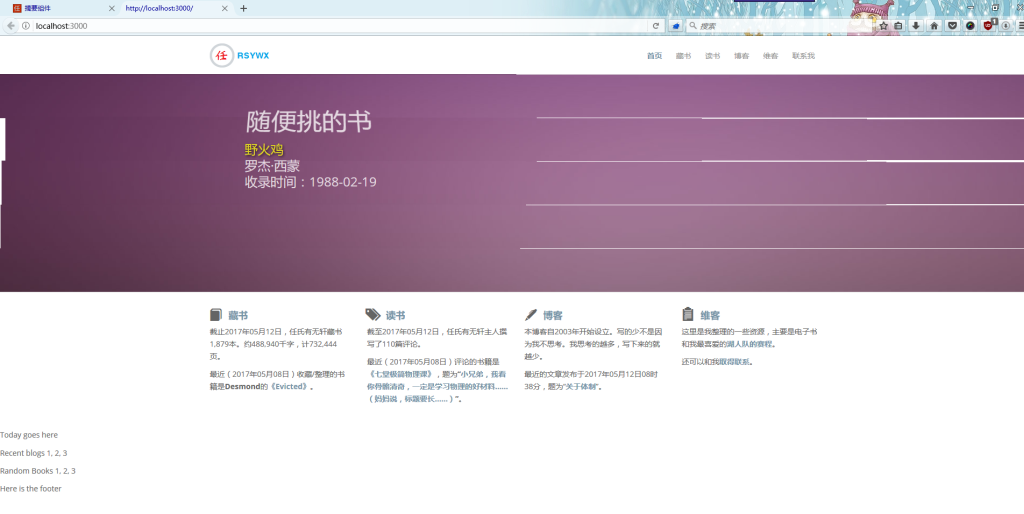 摘要组件
http://localhost:3000/
localhost:3000
搜索
任 RSYWX
首页 藏书 读书 博客 维客 联系我
随便挑的书
野火鸡
罗杰·西蒙
收录时间：1988-02-19
藏书
截止2017年05月12日，任氏有无轩藏书
1,879本。约488,940千字，计732,444
页。
最近（2017年05月08日）收藏/整理的书
籍是Desmond的《Evicted》。
读书
截至2017年05月12日，任氏有无轩主人撰
写了110篇评论。
最近（2017年05月08日）评论的书籍是
《七堂极简物理课》，题为“小兄弟，我看
你骨骼清奇，一定是学习物理的好材料……
（妈妈说，标题要长……）”。
博客
本博客自2003年开始设立。写的少不是因
为我不思考。我思考的越多，写下来的就
越少。
最近的文章发布于2017年05月12日08时
38分，题为“关于体制”。
维客
这里是我整理的一些资源，主要是电子书
和我最喜爱的湖人队的赛程。
还可以和我取得联系。
Today goes here
Recent blogs 1, 2, 3
Random Books 1, 2, 3
Here is the footer